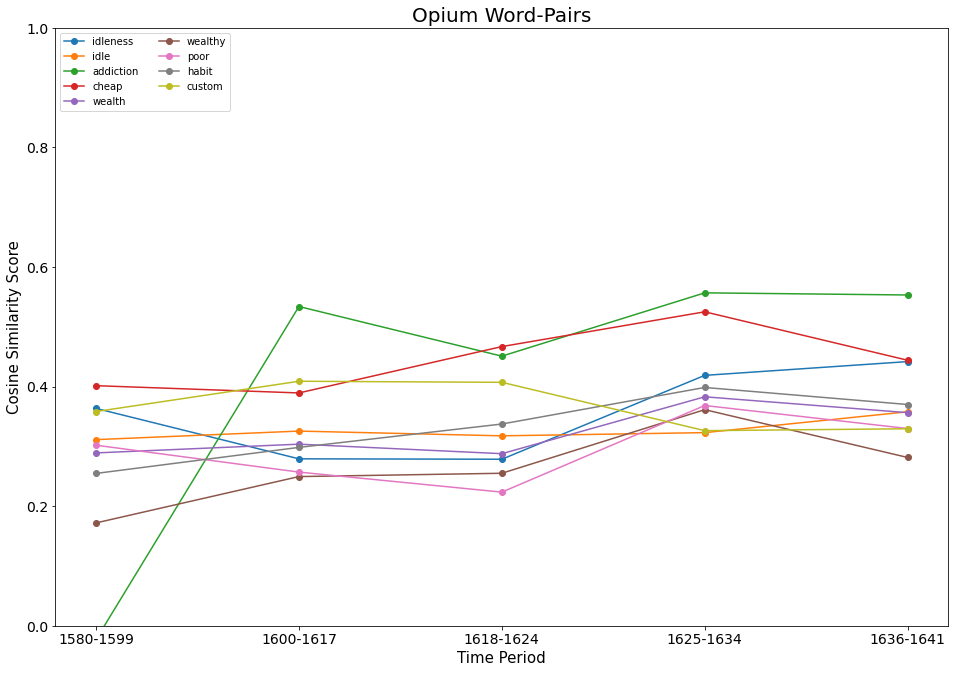 Opium Word-Pairs
1.0
0.8
0.6
0.4
0.2
0.0
Cosine Similarity Score
idleness
idle
addiction
cheap
wealth
wealthy
poor
habit
custom
1580-1599
1600-1617
1618-1624
1625-1634
1636-1641
Time Period